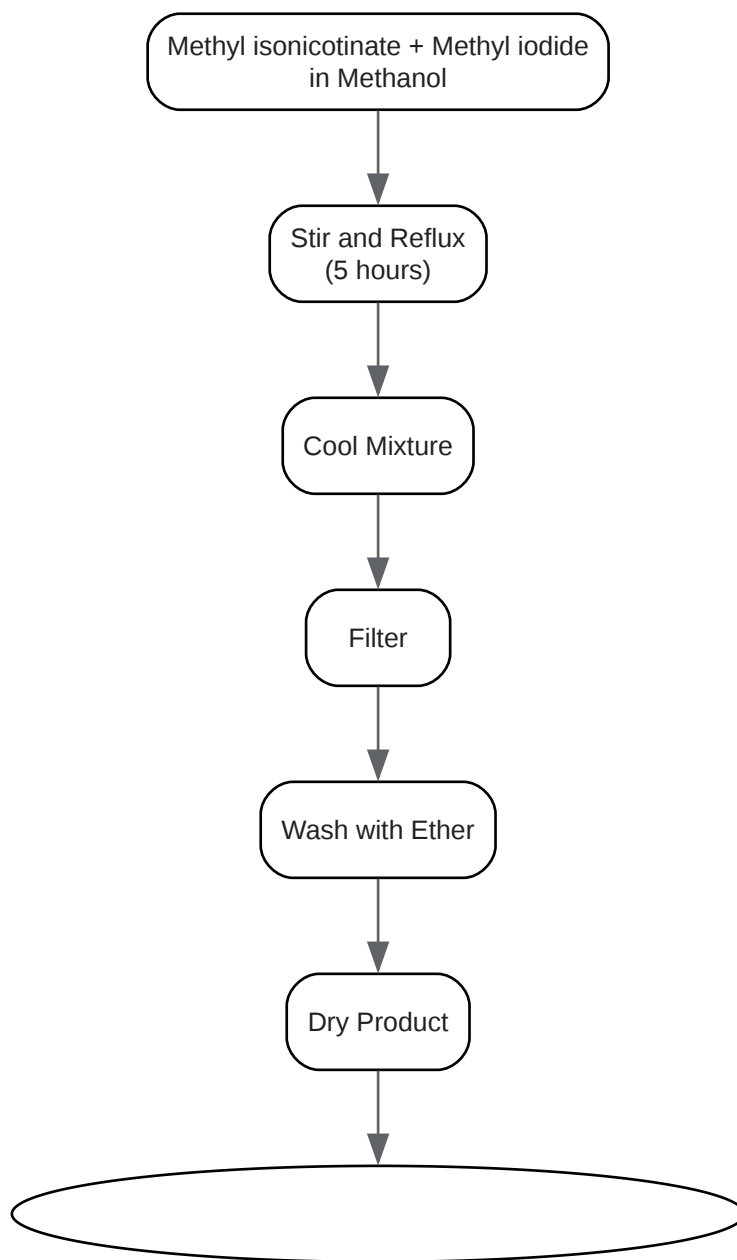 Methyl isonicotinate + Methyl iodide
in Methanol
Stir and Reflux
(5 hours)
Cool Mixture
Filter
Wash with Ether
Dry Product